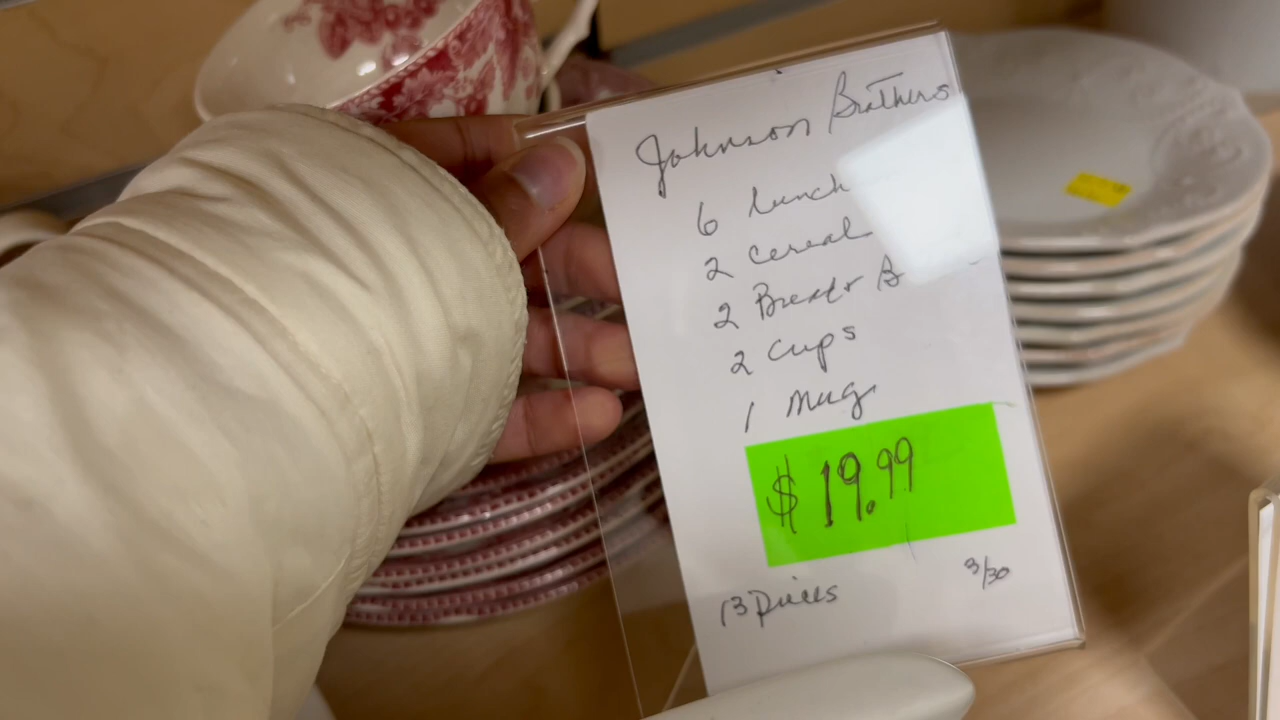 Johnson Brothers
6 lunch
2 cereal
2 Bread + B
2 Cups
1 Mug
$19.99
13 Pieces
3/30